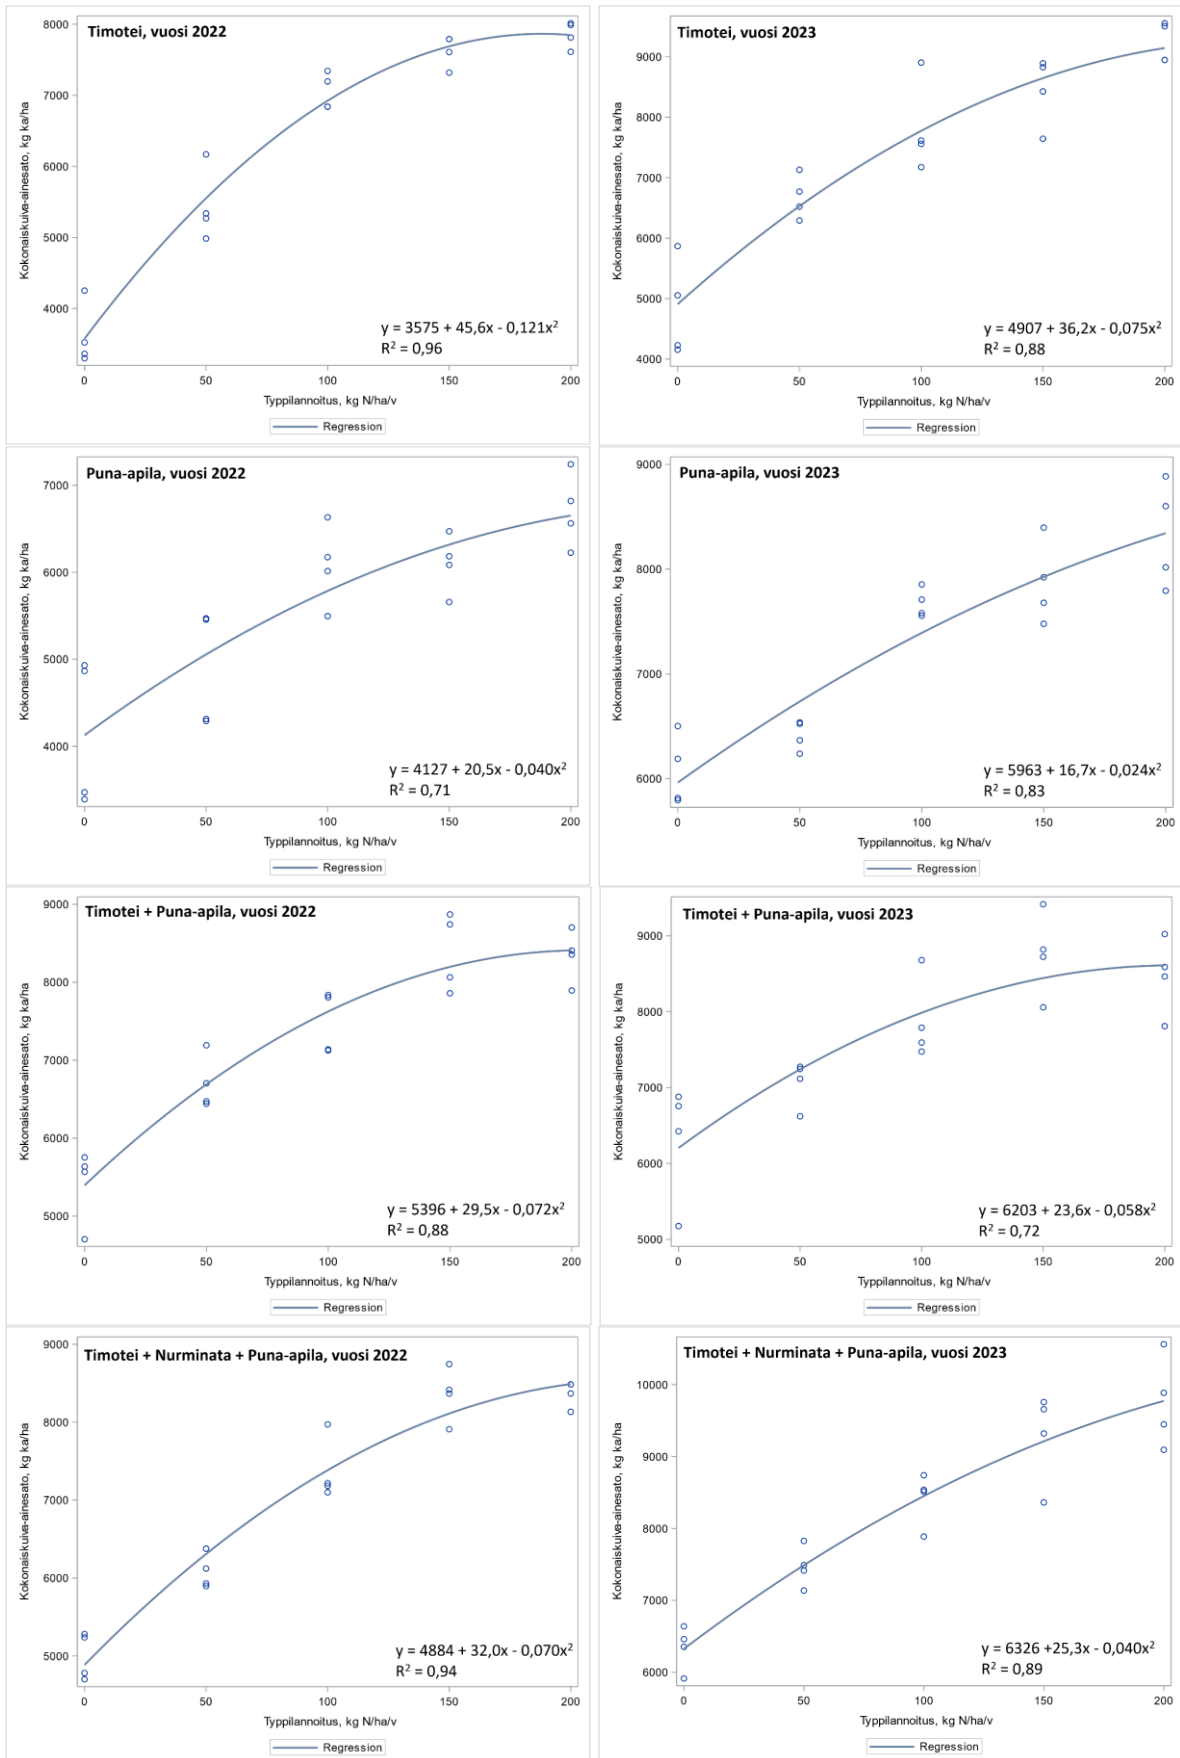 Timotei, vuosi 2022
8000
7000
6000
5000
4000
Kokonaiskuiva-ainesato, kg ka/ha
y = 3575 + 45,6x - 0,121x²
R² = 0,96
0 50 100 150 200
Typpilannoitus, kg N/ha/v
Regression
Timotei, vuosi 2023
9000
8000
7000
6000
5000
4000
Kokonaiskuiva-ainesato, kg ka/ha
y = 4907 + 36,2x - 0,075x²
R² = 0,88
0 50 100 150 200
Typpilannoitus, kg N/ha/v
Regression
Puna-apila, vuosi 2022
7000
6000
5000
4000
Kokonaiskuiva-ainesato, kg ka/ha
y = 4127 + 20,5x - 0,040x²
R² = 0,71
0 50 100 150 200
Typpilannoitus, kg N/ha/v
Regression
Puna-apila, vuosi 2023
9000
8000
7000
6000
Kokonaiskuiva-ainesato, kg ka/ha
y = 5963 + 16,7x - 0,024x²
R² = 0,83
0 50 100 150 200
Typpilannoitus, kg N/ha/v
Regression
Timotei + Puna-apila, vuosi 2022
9000
8000
7000
6000
5000
Kokonaiskuiva-ainesato, kg ka/ha
y = 5396 + 29,5x - 0,072x²
R² = 0,88
0 50 100 150 200
Typpilannoitus, kg N/ha/v
Regression
Timotei + Puna-apila, vuosi 2023
9000
8000
7000
6000
5000
Kokonaiskuiva-ainesato, kg ka/ha
y = 6203 + 23,6x - 0,058x²
R² = 0,72
0 50 100 150 200
Typpilannoitus, kg N/ha/v
Regression
Timotei + Nurminata + Puna-apila, vuosi 2022
9000
8000
7000
6000
5000
Kokonaiskuiva-ainesato, kg ka/ha
y = 4884 + 32,0x - 0,070x²
R² = 0,94
0 50 100 150 200
Typpilannoitus, kg N/ha/v
Regression
Timotei + Nurminata + Puna-apila, vuosi 2023
10000
9000
8000
7000
6000
Kokonaiskuiva-ainesato, kg ka/ha
y = 6326 +25,3x - 0,040x²
R² = 0,89
0 50 100 150 200
Typpilannoitus, kg N/ha/v
Regression